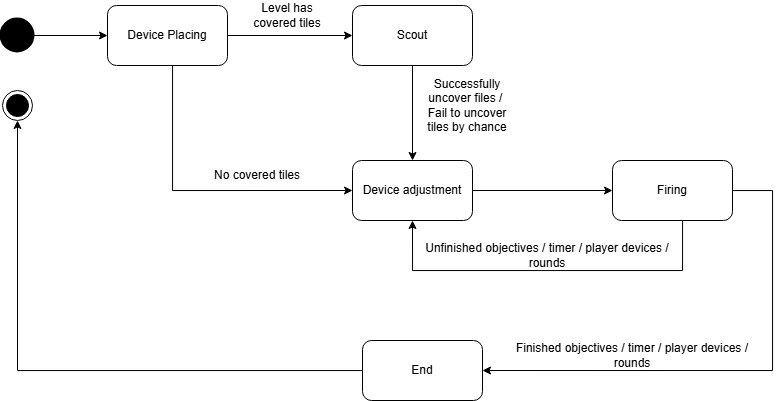 Level has
covered tiles
Device Placing
Scout
Successfully
uncover files /
Fail to uncover
tiles by chance
No covered tiles
Device adjustment
Firing
Unfinished objectives / timer / player devices /
rounds
Finished objectives / timer / player devices /
rounds
End